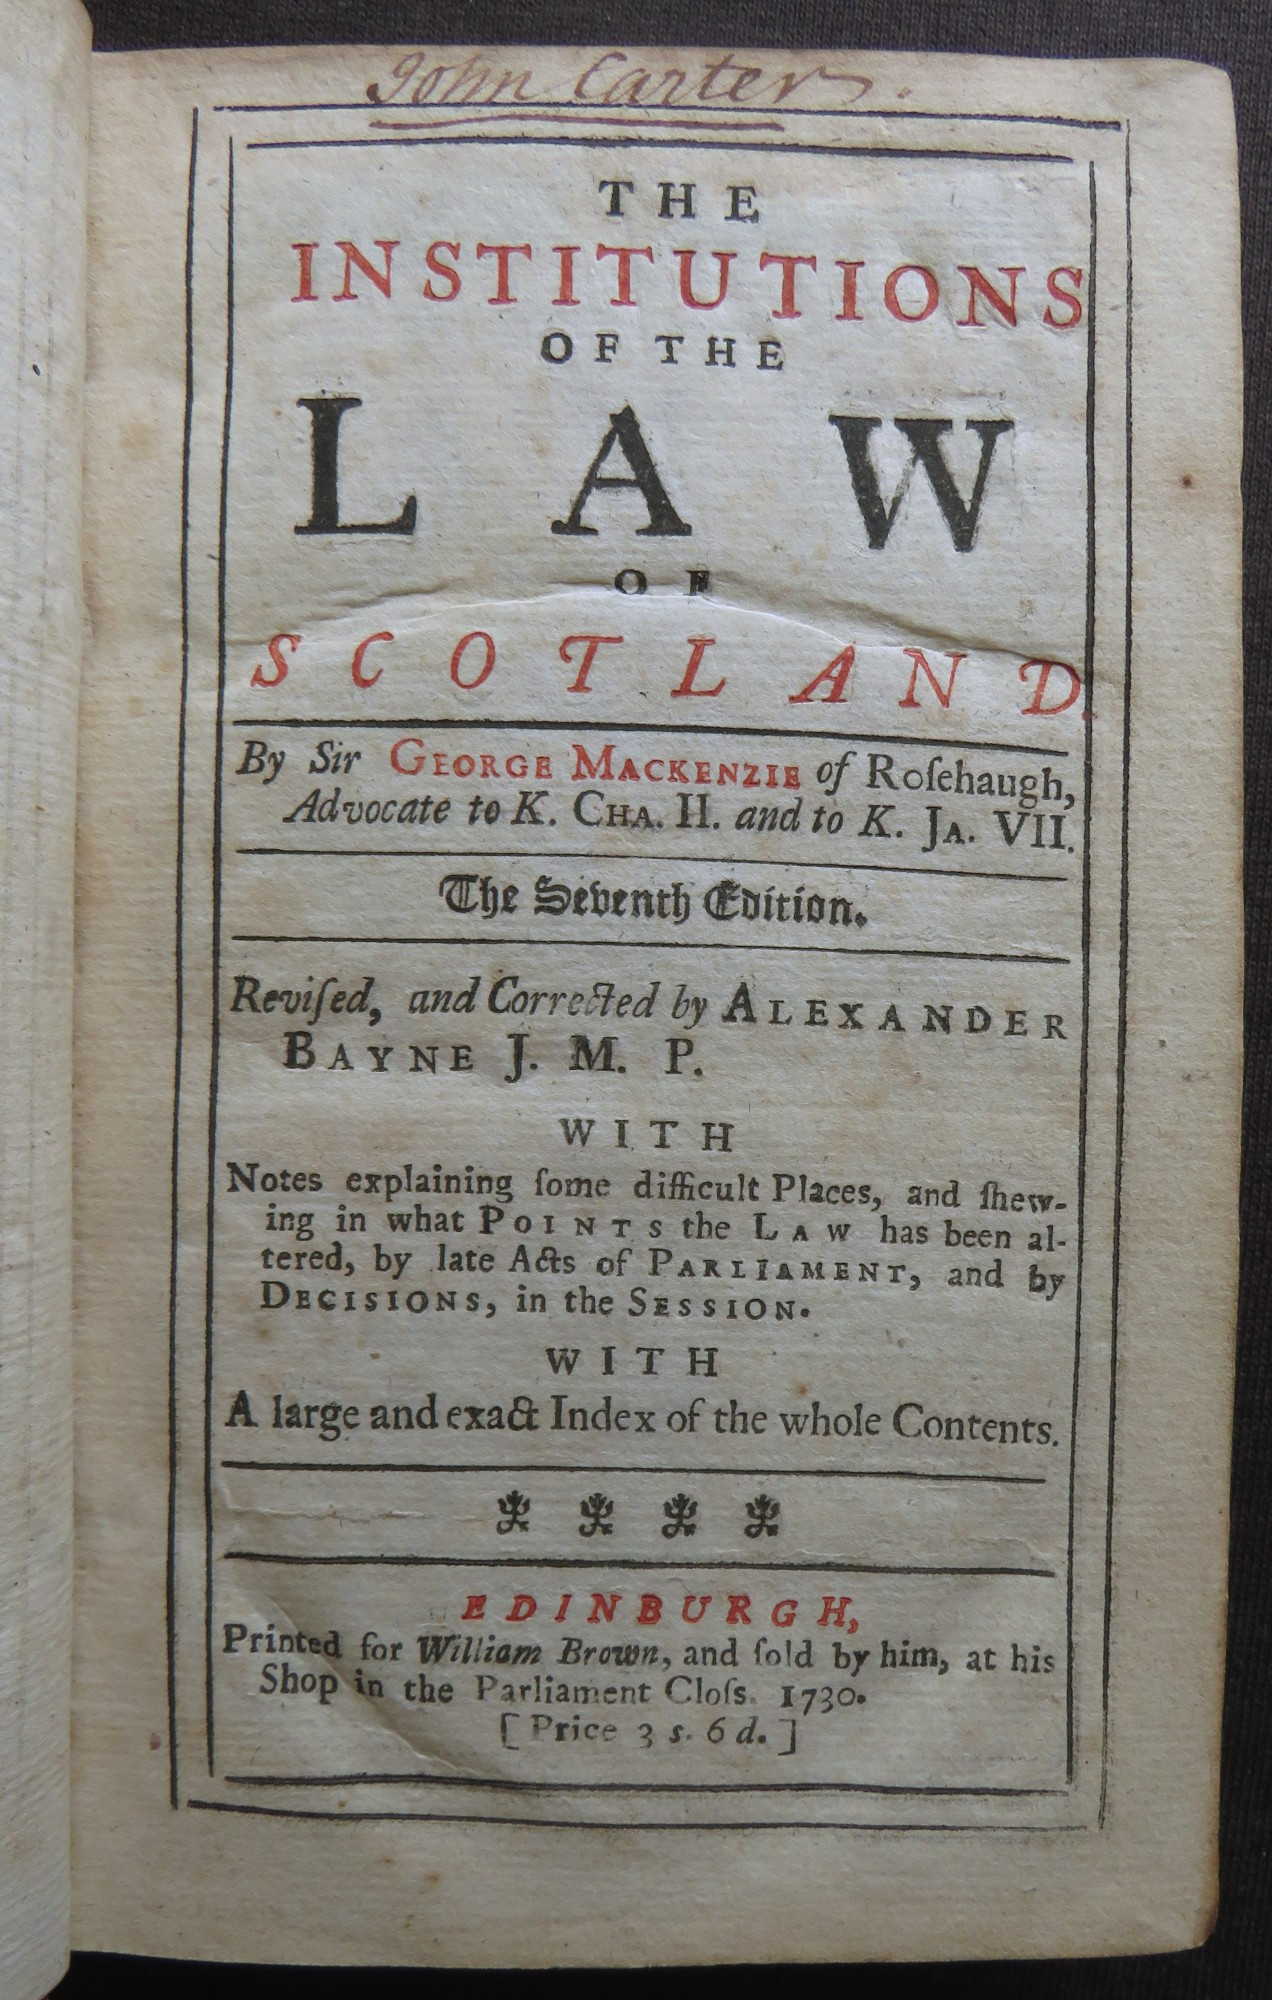 John Carter.
THE
INSTITUTIONS
OF THE
LAW
OF
SCOTLAND.
By Sir GEORGE MACKENZIE of Roſehaugh,
Advocate to K. CHA. II. and to K. JA. VII.
The Seventh Edition.
Reviſed, and Corrected by ALEXANDER
BAYNE J. M. P.
WITH
Notes explaining ſome difficult Places, and ſhew-
ing in what POINTS the LAW has been al-
tered, by late Acts of PARLIAMENT, and by
DECISIONS, in the SESSION.
WITH
A large and exact Index of the whole Contents.
EDINBURGH,
Printed for William Brown, and ſold by him, at his
Shop in the Parliament Cloſs. 1730.
[Price 3 s. 6 d.]